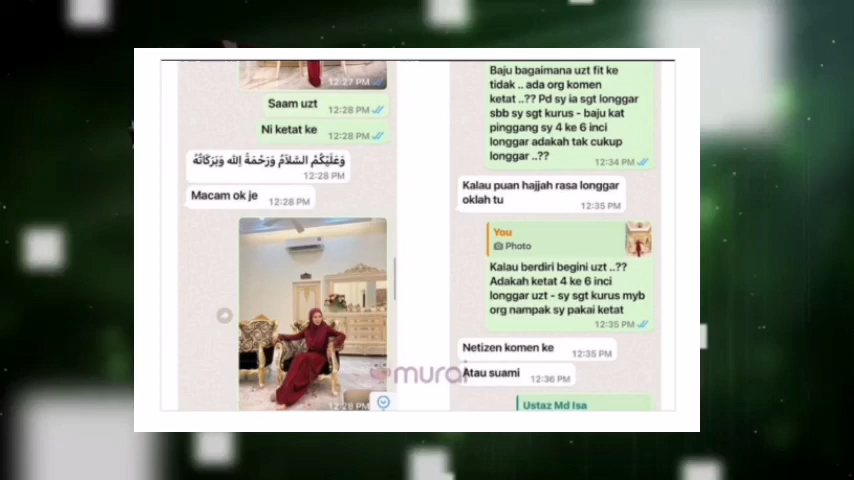 12:27 PM
Saam uzt
12:28 PM
Ni ketat ke
12:28 PM
وَعَلَيْكُم السَّلَامُ وَرَحْمَةُ اللهِ وَبَرَكَاتُهُ
12:28 PM
Macam ok je
12:28 PM
12:28 PM
Baju bagaimana uzt fit ke
tidak .. ada org komen
ketat ..?? Pd sy ia sgt longgar
sbb sy sgt kurus - baju kat
pinggang sy 4 ke 6 inci
longgar adakah tak cukup
longgar ..??
12:34 PM
Kalau puan hajjah rasa longgar
oklah tu
12:35 PM
You
Photo
Kalau berdiri begini uzt ..??
Adakah ketat 4 ke 6 inci
longgar uzt - sy sgt kurus myb
org nampak sy pakai ketat
12:35 PM
Netizen komen ke
12:35 PM
Atau suami
12:36 PM
Ustaz Md Isa
murai